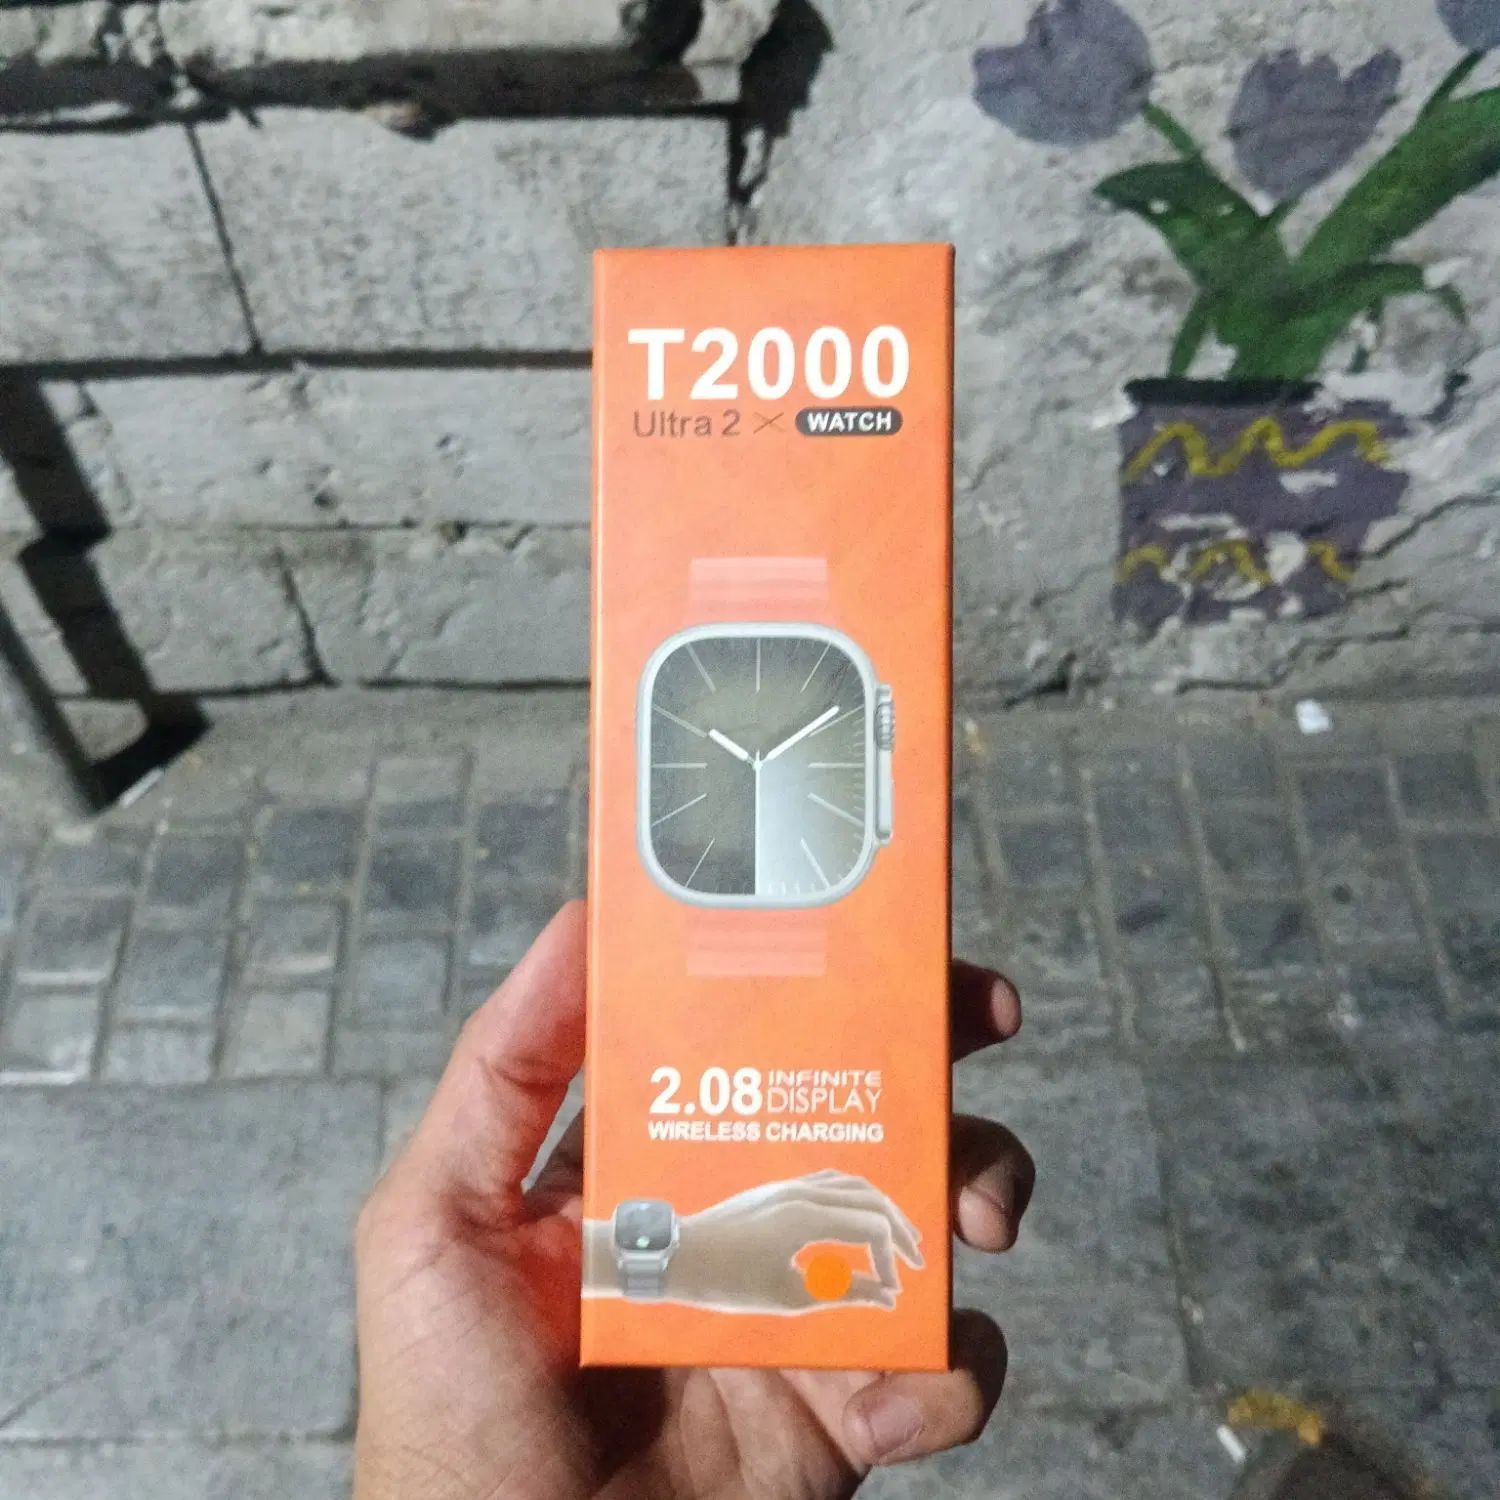 T2000
Ultra 2 × WATCH
2.08 INFINITE
DISPLAY
WIRELESS CHARGING